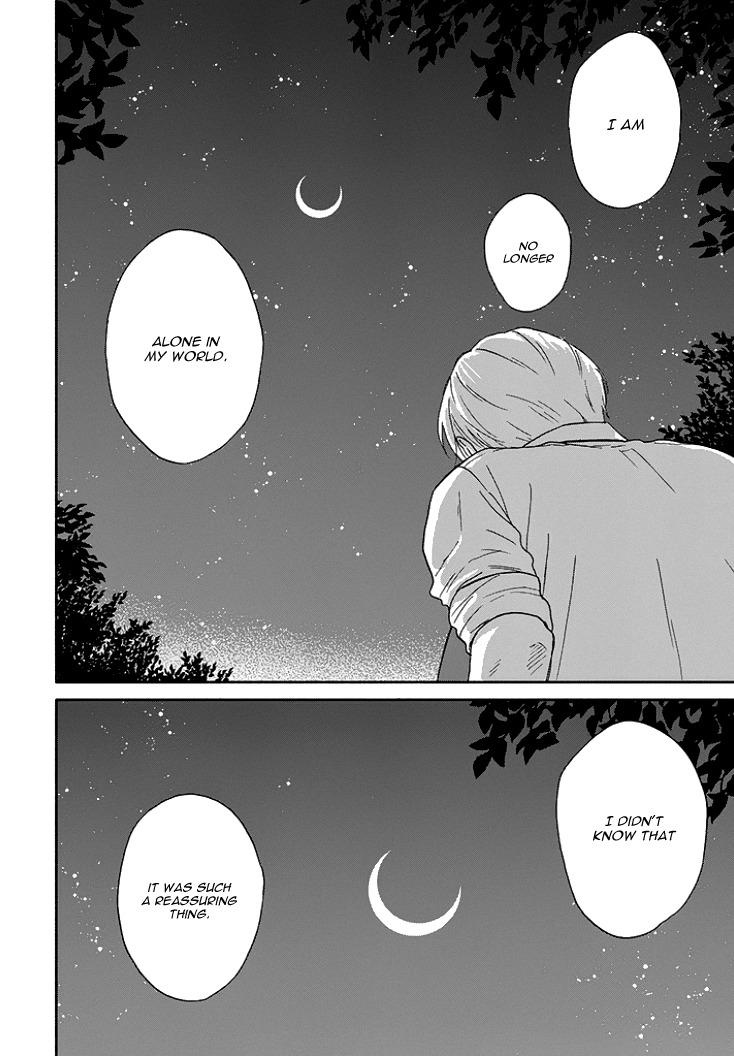 I AM
NO
LONGER
ALONE IN
MY WORLD.
I DIDN'T
KNOW THAT
IT WAS SUCH
A REASSURING
THING.